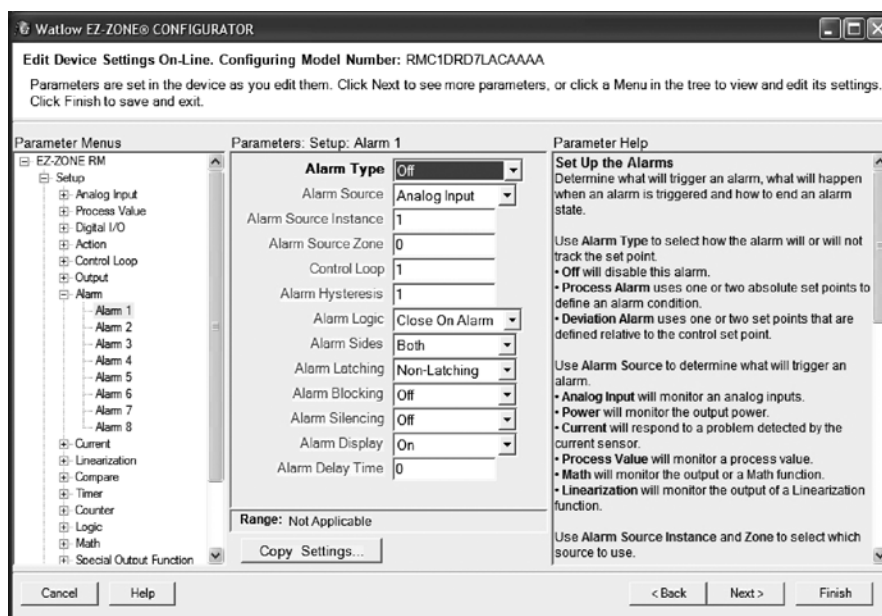 Watlow EZ-ZONE® CONFIGURATOR
Edit Device Settings On-Line. Configuring Model Number: RMC1DRD7LACAAAA
Parameters are set in the device as you edit them. Click Next to see more parameters, or click a Menu in the tree to view and edit its settings.
Click Finish to save and exit.
Parameter Menus
EZ-ZONE RM
Setup
Analog Input
Process Value
Digital I/O
Action
Control Loop
Output
Alarm
Alarm 1
Alarm 2
Alarm 3
Alarm 4
Alarm 5
Alarm 6
Alarm 7
Alarm 8
Current
Linearization
Compare
Timer
Counter
Logic
Math
Special Output Function
Parameters: Setup: Alarm 1
Alarm Type Off
Alarm Source Analog Input
Alarm Source Instance 1
Alarm Source Zone 0
Control Loop 1
Alarm Hysteresis 1
Alarm Logic Close On Alarm
Alarm Sides Both
Alarm Latching Non-Latching
Alarm Blocking Off
Alarm Silencing Off
Alarm Display On
Alarm Delay Time 0
Range: Not Applicable
Copy Settings...
Parameter Help
Set Up the Alarms
Determine what will trigger an alarm, what will happen
when an alarm is triggered and how to end an alarm
state.
Use Alarm Type to select how the alarm will or will not
track the set point.
• Off will disable this alarm.
• Process Alarm uses one or two absolute set points to
define an alarm condition.
• Deviation Alarm uses one or two set points that are
defined relative to the control set point.
Use Alarm Source to determine what will trigger an
alarm.
• Analog Input will monitor an analog inputs.
• Power will monitor the output power.
• Current will respond to a problem detected by the
current sensor.
• Process Value will monitor a process value.
• Math will monitor the output or a Math function.
• Linearization will monitor the output of a Linearization
function.
Use Alarm Source Instance and Zone to select which
source to use.
Cancel
Help
< Back
Next >
Finish